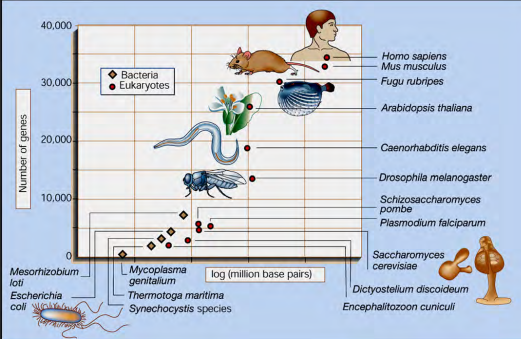 40,000
30,000
20,000
10,000
0
Number of genes
Bacteria
Eukaryotes
Homo sapiens
Mus musculus
Fugu rubripes
Arabidopsis thaliana
Caenorhabditis elegans
Drosophila melanogaster
Schizosaccharomyces
pombe
Plasmodium falciparum
Saccharomyces
cerevisiae
Dictyostelium discoideum
Encephalitozoon cuniculi
log (million base pairs)
Mesorhizobium
loti
Escherichia
coli
Mycoplasma
genitalium
Thermotoga maritima
Synechocystis species